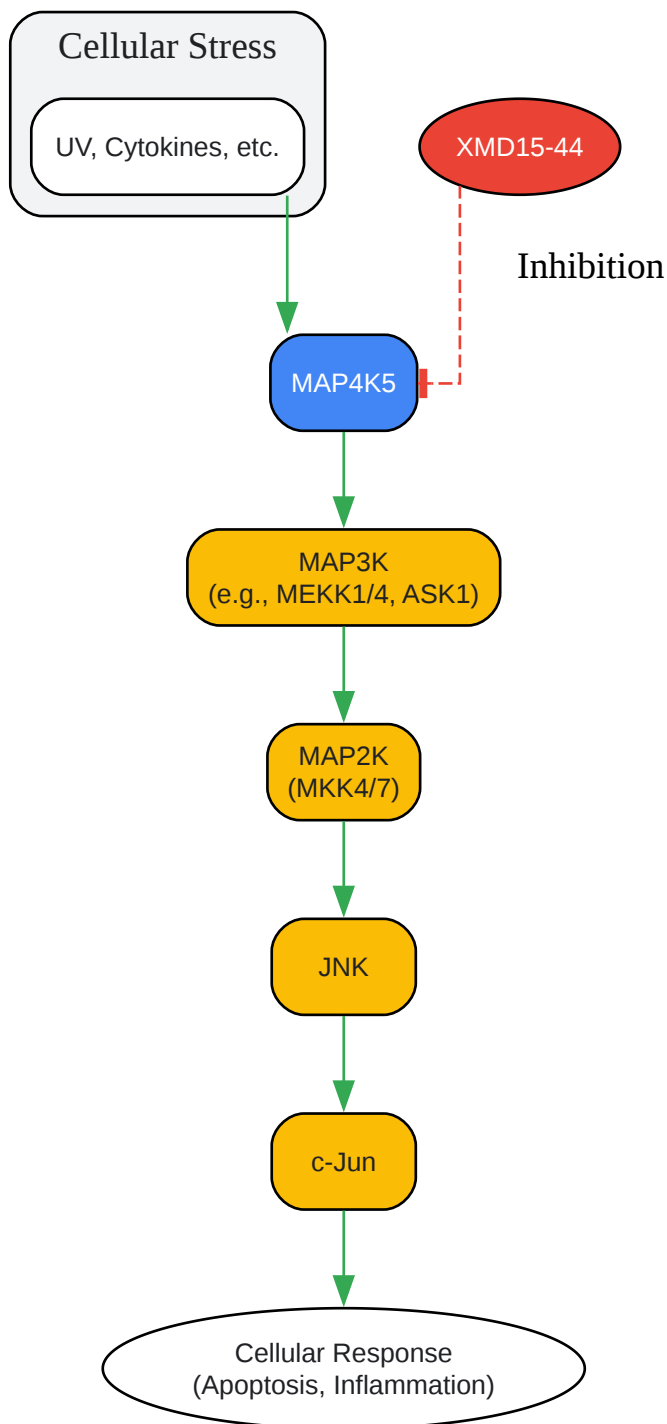 Cellular Stress
UV, Cytokines, etc.
XMD15-44
Inhibition
MAP4K5
MAP3K
(e.g., MEKK1/4, ASK1)
MAP2K
(MKK4/7)
JNK
c-Jun
Cellular Response
(Apoptosis, Inflammation)